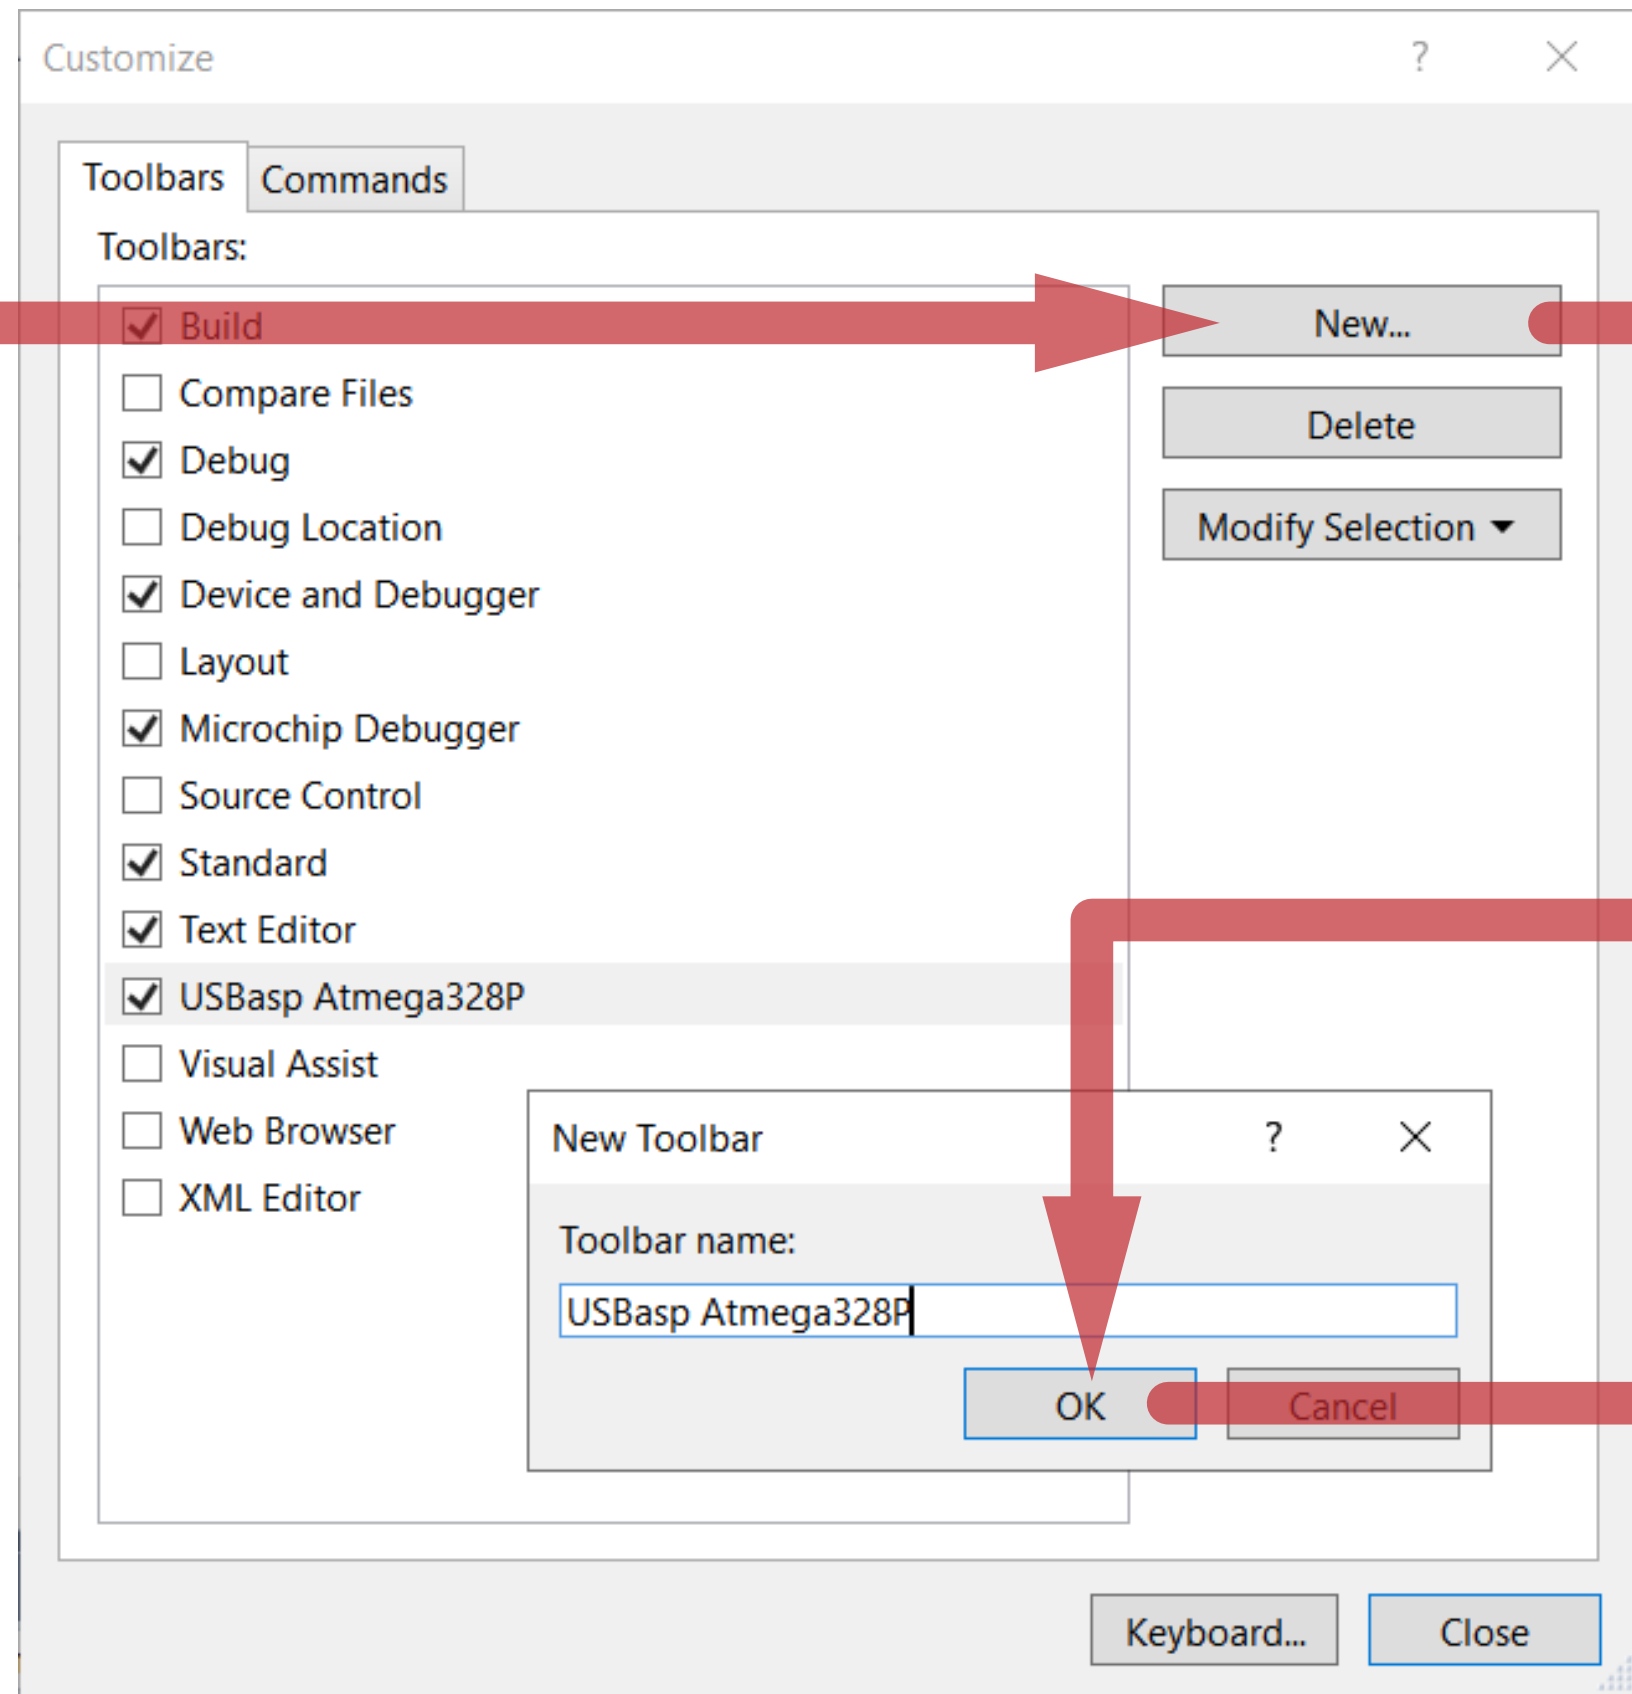 Customize
?
Toolbars
Commands
Toolbars:
Build
New...
Compare Files
Delete
Debug
Debug Location
Modify Selection
Device and Debugger
Layout
Microchip Debugger
Source Control
Standard
Text Editor
USBasp Atmega328P
Visual Assist
Web Browser
XML Editor
New Toolbar
?
Toolbar name:
USBasp Atmega328P
OK
Cancel
Keyboard...
Close